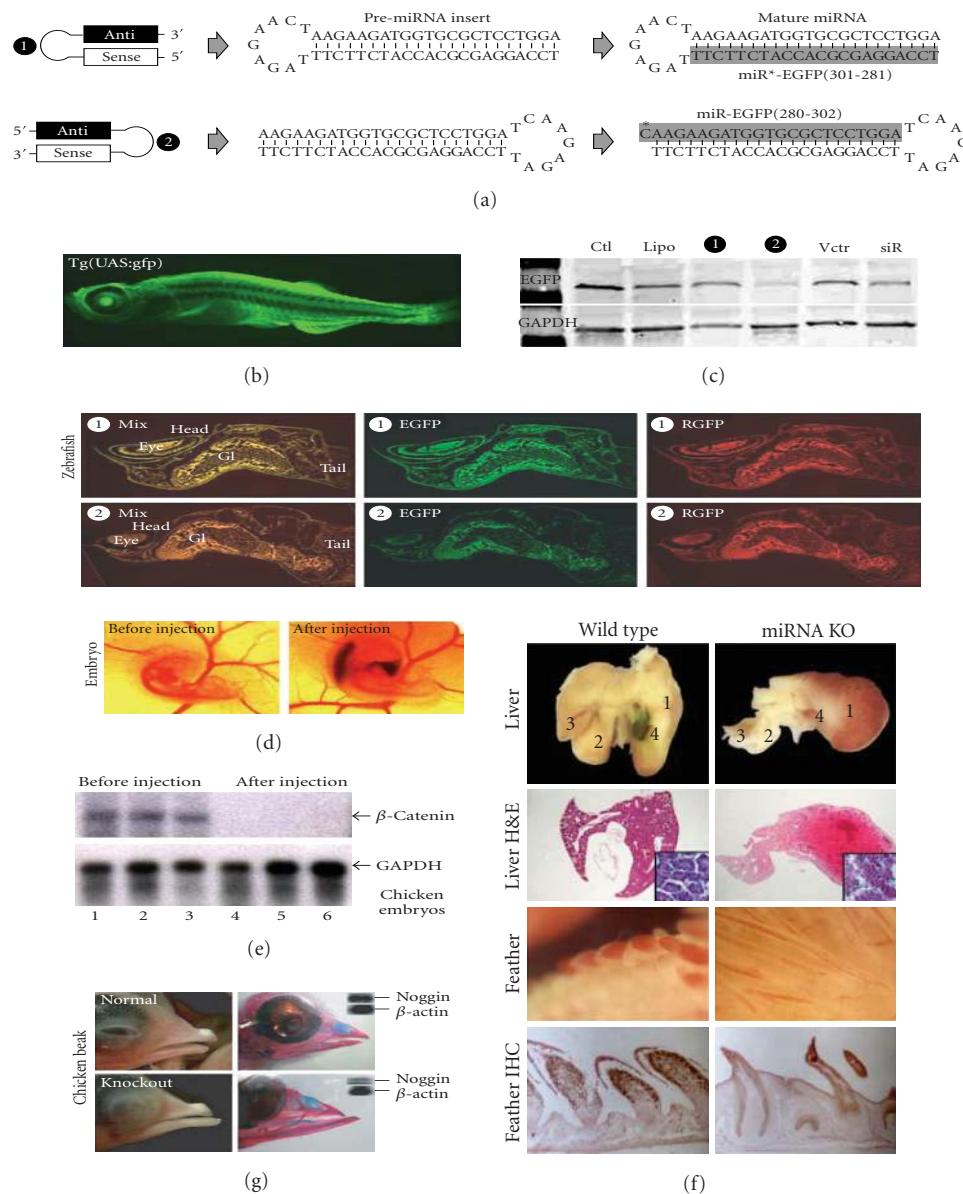 Pre-miRNA insert
Mature miRNA
1
Anti
3′
Sense
5′
A A C T
G
A G A T A
AAGAAGATGGTGCGCTCCTGGA
TTCTTCTACCACGCGAGGACCT
A A C T
G
A G A T A
AAGAAGATGGTGCGCTCCTGGA
TTCTTCTACCACGCGAGGACCT
miR*-EGFP(301-281)
miR-EGFP(280-302)
5′
Anti
3′
Sense
2
AAGAAGATGGTGCGCTCCTGGA
TTCTTCTACCACGCGAGGACCT
T C A A
G
A G A T T
*
CAAGAAGATGGTGCGCTCCTGGA
TTCTTCTACCACGCGAGGACCT
T C A A
G
A G A T T
(a)
Tg(UAS:gfp)
(b)
Ctl Lipo 1 2 Vctr siR
EGFP
GAPDH
(c)
Zebrafish
1 Mix
Head
Eye
Gl
Tail
1 EGFP
1 RGFP
2 Mix
Head
Eye
Gl
Tail
2 EGFP
2 RGFP
Embryo
Before injection
After injection
(d)
Before injection After injection
β-Catenin
GAPDH
Chicken
embryos
1 2 3 4 5 6
(e)
Chicken beak
Normal
Noggin
β-actin
Knockout
Noggin
β-actin
(g)
Wild type miRNA KO
Liver
1
3
2
4
4
1
3
2
Liver H&E
Feather
Feather IHC
(f)